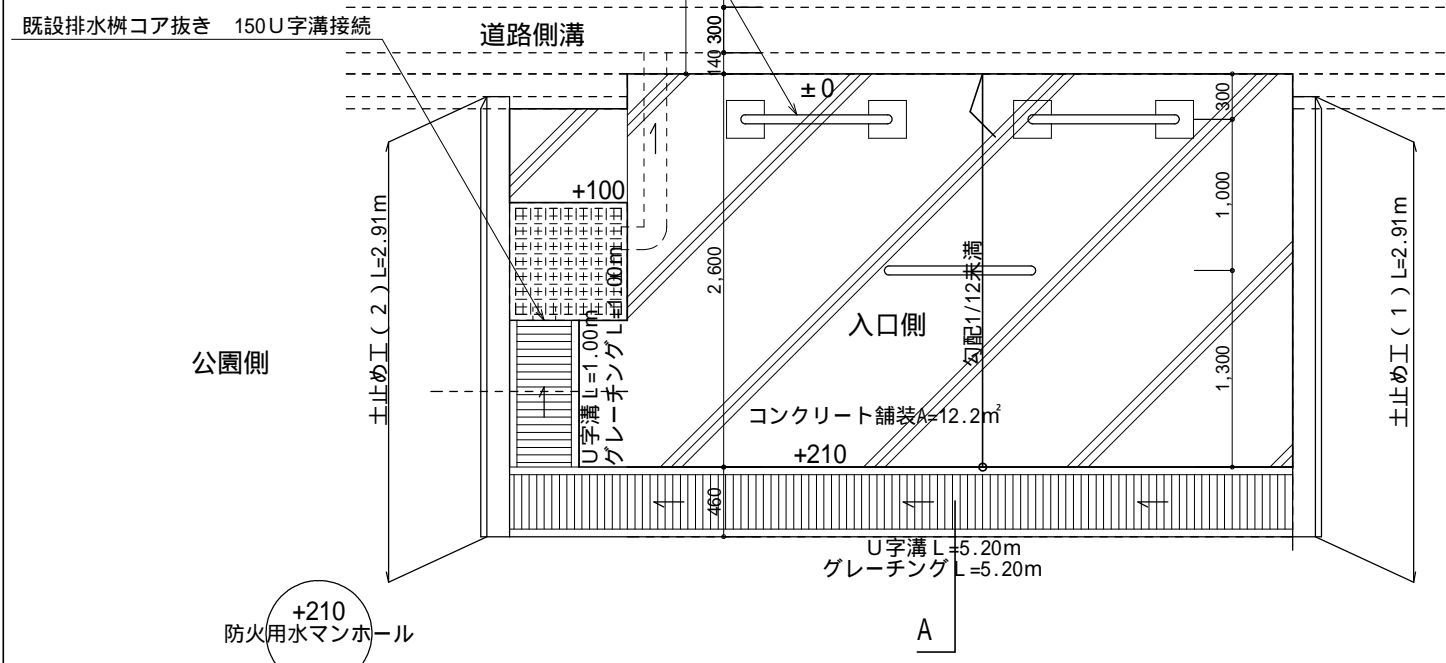 既設排水桝コア抜き 150U字溝接続
道路側溝
300
140
±0
300
+100
1,000
2,600
土止め工(2)L=2.91m
土止め工(1)L=2.91m
公園側
入口側
勾配1/12未満
1,300
U字溝 L=1.00m
グレーチング L=1.00m
コンクリート舗装A=12.2㎡
+210
460
U字溝 L=5.20m
グレーチング L=5.20m
+210
防火用水マンホール
A